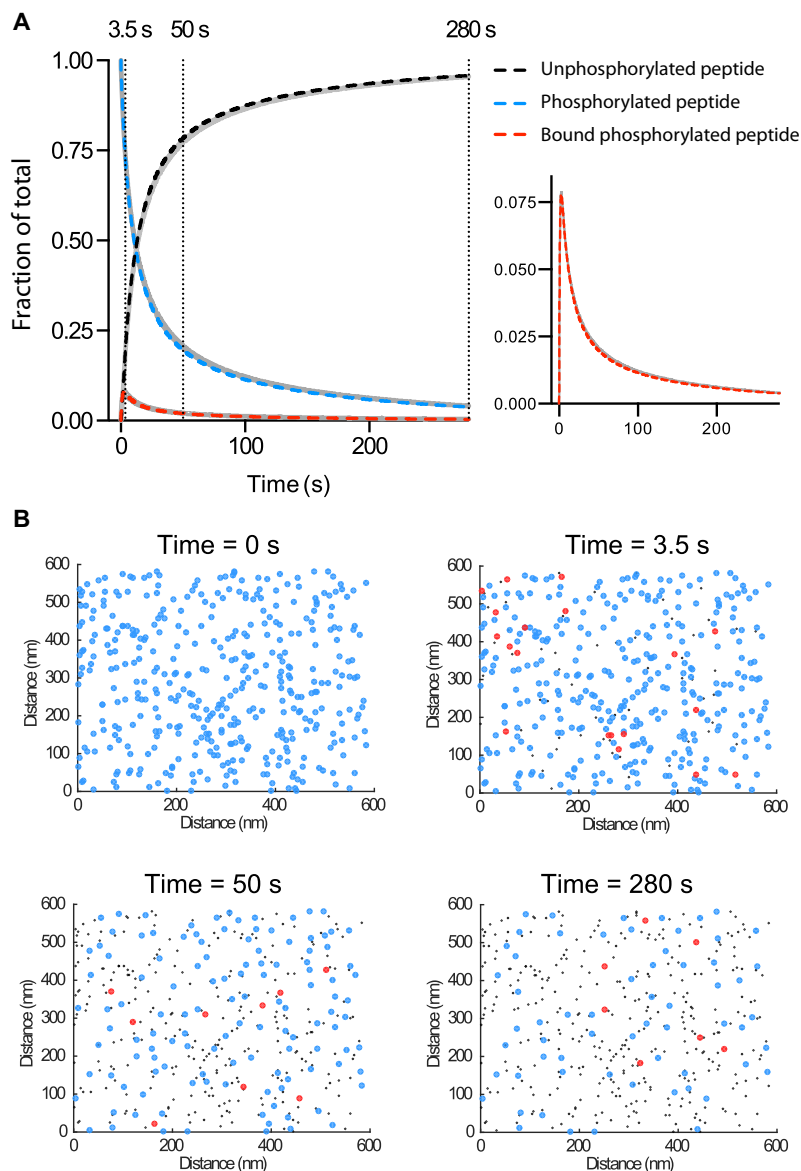 A
3.5 s 50 s 280 s
1.00
0.75
0.50
0.25
0.00
Fraction of total
0 100 200
Time (s)
Unphosphorylated peptide
Phosphorylated peptide
Bound phosphorylated peptide
0.075
0.050
0.025
0.000
0 100 200
B
Time = 0 s
600
500
400
300
200
100
0
Distance (nm)
0 200 400 600
Distance (nm)
Time = 3.5 s
600
500
400
300
200
100
0
Distance (nm)
0 200 400 600
Distance (nm)
Time = 50 s
600
500
400
300
200
100
0
Distance (nm)
0 200 400 600
Distance (nm)
Time = 280 s
600
500
400
300
200
100
0
Distance (nm)
0 200 400 600
Distance (nm)